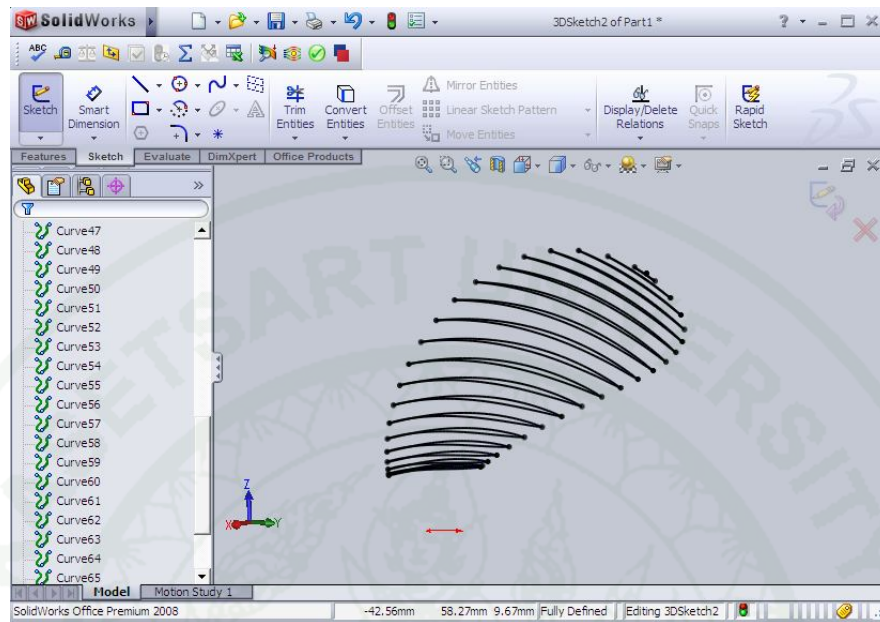 SolidWorks
3DSketch2 of Part1 *
ABC
Sketch
Smart Dimension
Trim Entities
Convert Entities
Offset Entities
Mirror Entities
Linear Sketch Pattern
Move Entities
Display/Delete Relations
Quick Snaps
Rapid Sketch
Features Sketch Evaluate DimXpert Office Products
Curve47
Curve48
Curve49
Curve50
Curve51
Curve52
Curve53
Curve54
Curve55
Curve56
Curve57
Curve58
Curve59
Curve60
Curve61
Curve62
Curve63
Curve64
Curve65
Z
X
Y
Model Motion Study 1
SolidWorks Office Premium 2008 -42.56mm 58.27mm 9.67mm Fully Defined Editing 3DSketch2
KASETSART UNIVERSITY